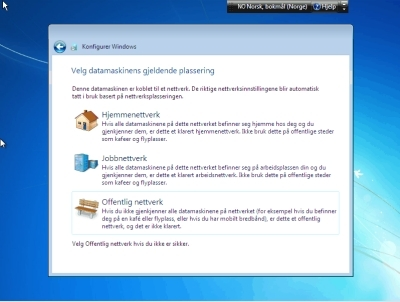 NO Norsk, bokmål (Norge) Hjelp
Konfigurer Windows
Velg datamaskinens gjeldende plassering
Denne datamaskinen er koblet til et nettverk. De riktige nettverksinnstillingene blir automatisk
tatt i bruk basert på nettverksplasseringen.
Hjemmenettverk
Hvis alle datamaskinene på dette nettverket befinner seg hjemme hos deg og du
gjenkjenner dem, er dette et klarert hjemmenettverk. Ikke bruk dette på offentlige steder
som kafeer og flyplasser.
Jobbnettverk
Hvis alle datamaskinene på dette nettverket befinner seg på arbeidsplassen din og du
gjenkjenner dem, er dette et klarert arbeidsnettverk. Ikke bruk dette på offentlige steder
som kafeer og flyplasser.
Offentlig nettverk
Hvis du ikke gjenkjenner alle datamaskinene på nettverket (for eksempel hvis du befinner
deg på en kafé eller flyplass, eller hvis du har mobilt bredbånd), er dette et offentlig
nettverk, og det er ikke klarert.
Velg Offentlig nettverk hvis du ikke er sikker.